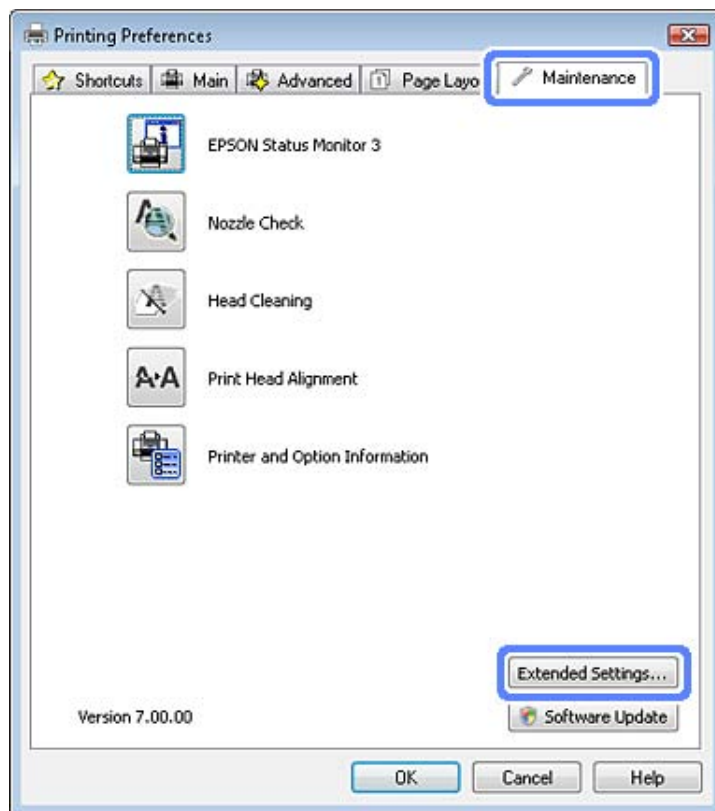 Printing Preferences
Shortcuts Main Advanced Page Layo Maintenance
EPSON Status Monitor 3
Nozzle Check
Head Cleaning
A A
Print Head Alignment
Printer and Option Information
Extended Settings...
Version 7.00.00 Software Update
OK Cancel Help